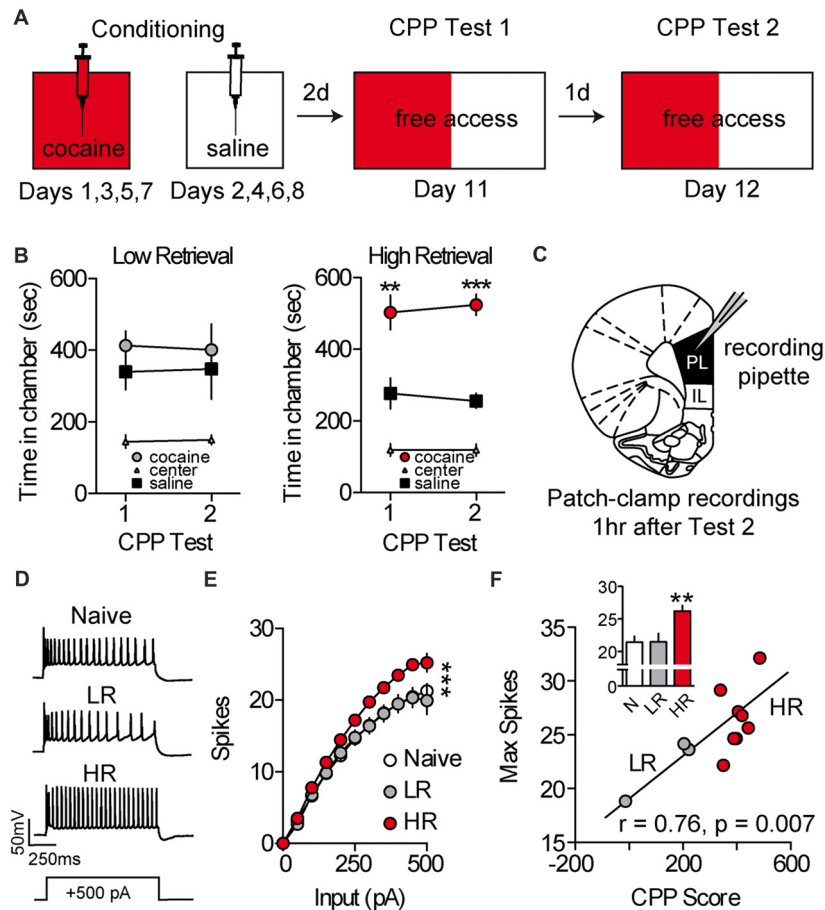 A
Conditioning
CPP Test 1
CPP Test 2
cocaine
saline
2d
free access
1d
free access
Days 1,3,5,7
Days 2,4,6,8
Day 11
Day 12
B
Low Retrieval
Time in chamber (sec)
600
400
200
0
cocaine
center
saline
1
2
CPP Test
High Retrieval
Time in chamber (sec)
600
400
200
0
**
***
cocaine
center
saline
1
2
CPP Test
C
PL
IL
recording
pipette
Patch-clamp recordings
1hr after Test 2
D
Naive
LR
HR
50mV
250ms
+500 pA
E
Spikes
30
20
10
0
***
Naive
LR
HR
0
250
500
Input (pA)
F
Max Spikes
35
30
25
20
15
30
20
0
**
N
LR
HR
HR
LR
r = 0.76, p = 0.007
-200
200
600
CPP Score